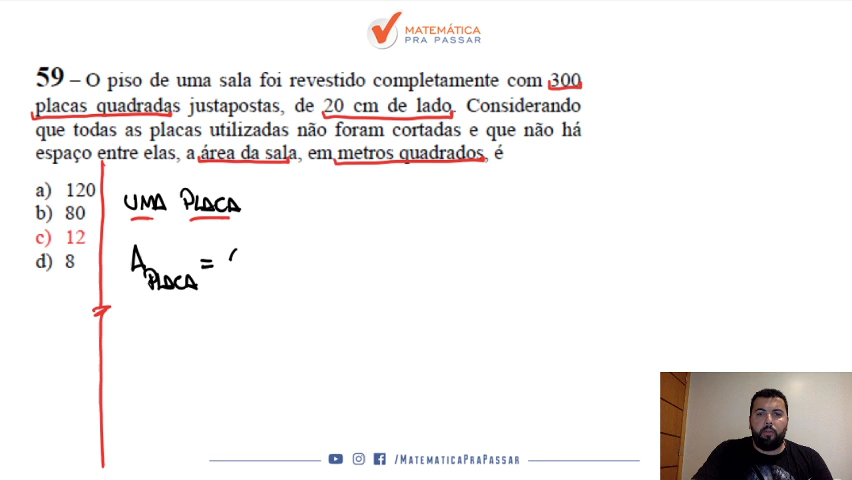 MATEMÁTICA
PRA PASSAR
59 – O piso de uma sala foi revestido completamente com 300
placas quadradas justapostas, de 20 cm de lado. Considerando
que todas as placas utilizadas não foram cortadas e que não há
espaço entre elas, a área da sala, em metros quadrados, é
a) 120
b) 80
c) 12
d) 8
UMA PLACA
A PLACA = (
/MATEMATICAPRAPASSAR